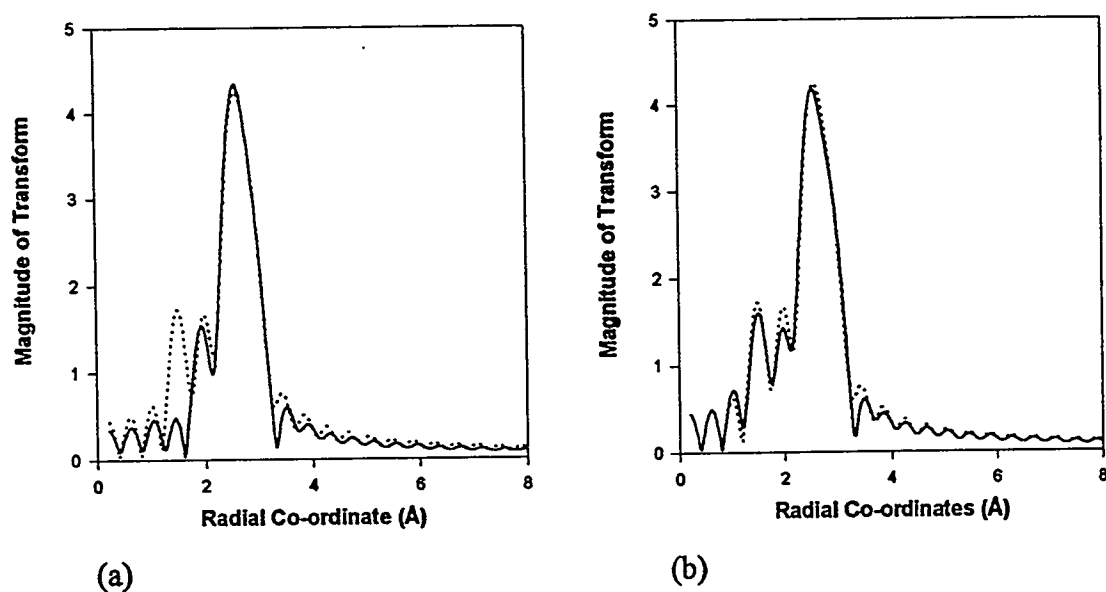 5
4
3
2
1
0
Magnitude of Transform
0 2 4 6 8
Radial Co-ordinate (Å)
(a)
5
4
3
2
1
0
Magnitude of Transform
0 2 4 6 8
Radial Co-ordinates (Å)
(b)